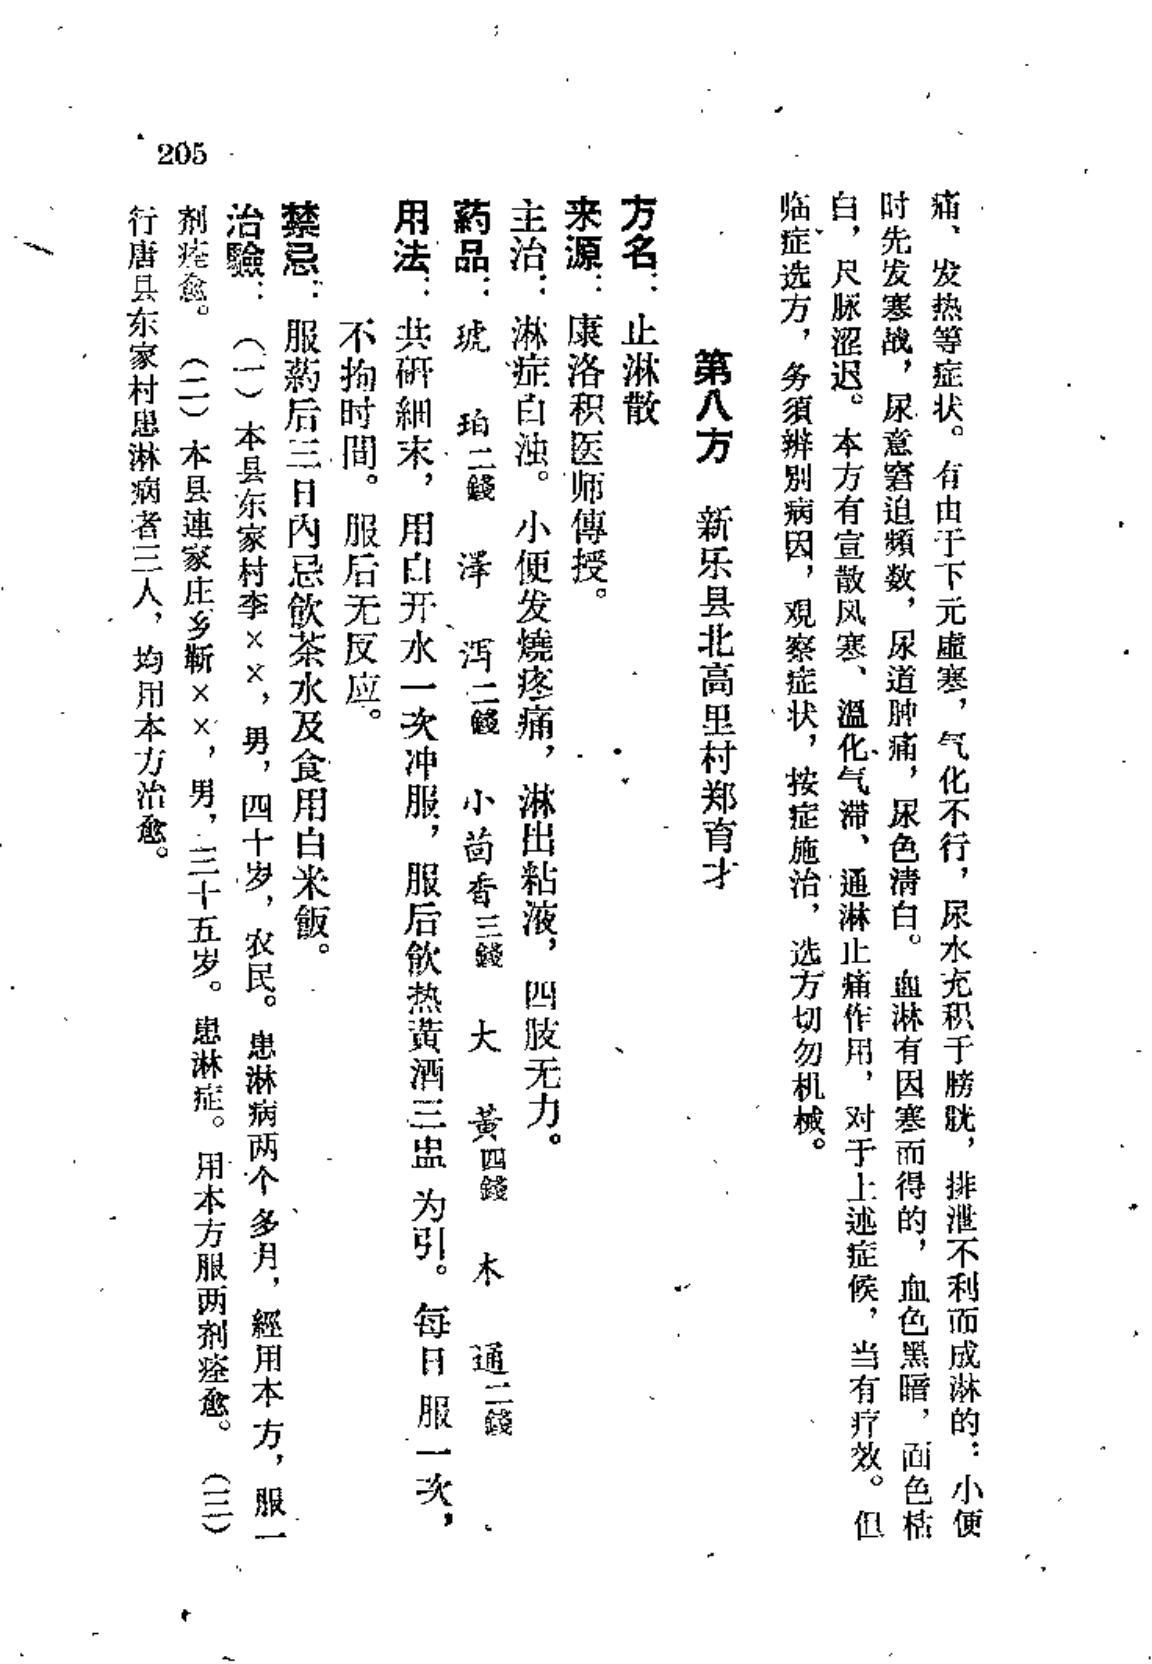 痛、发热等症状。有由于下元虚寒，气化不行，尿水充积于膀胱，排泄不利而成淋的：小便
时先发寒战，尿意窘迫頻数，尿道肿痛，尿色清白。血淋有因寒而得的，血色黑暗，面色枯
白，尺脉涩迟。本方有宣散风寒、溫化气滞、通淋止痛作用，对于上述症候，当有疗效。但
临症选方，务须辨别病因，观察症状，按症施治，选方切勿机械。
第八方　新乐县北高里村郑育才
方名：止淋散
来源：康洛积医师傳授。
主治：淋症白浊。小便发燒疼痛，淋出粘液，四肢无力。
药品：琥珀二錢　澤瀉二錢　小茴香三錢　大黃四錢　木通二錢
用法：共研細末，用白开水一次冲服，服后飲热黃酒三盅为引。每日服一次，
不拘时間。服后无反应。
禁忌：服药后三日內忌飲茶水及食用白米飯。
治驗：（一）本县东家村李××，男，四十岁，农民。患淋病两个多月，經用本方，服一
剂痊愈。（二）本县連家庄乡靳××，男，三十五岁。患淋症。用本方服两剂痊愈。（三）
行唐县东家村患淋病者三人，均用本方治愈。
205